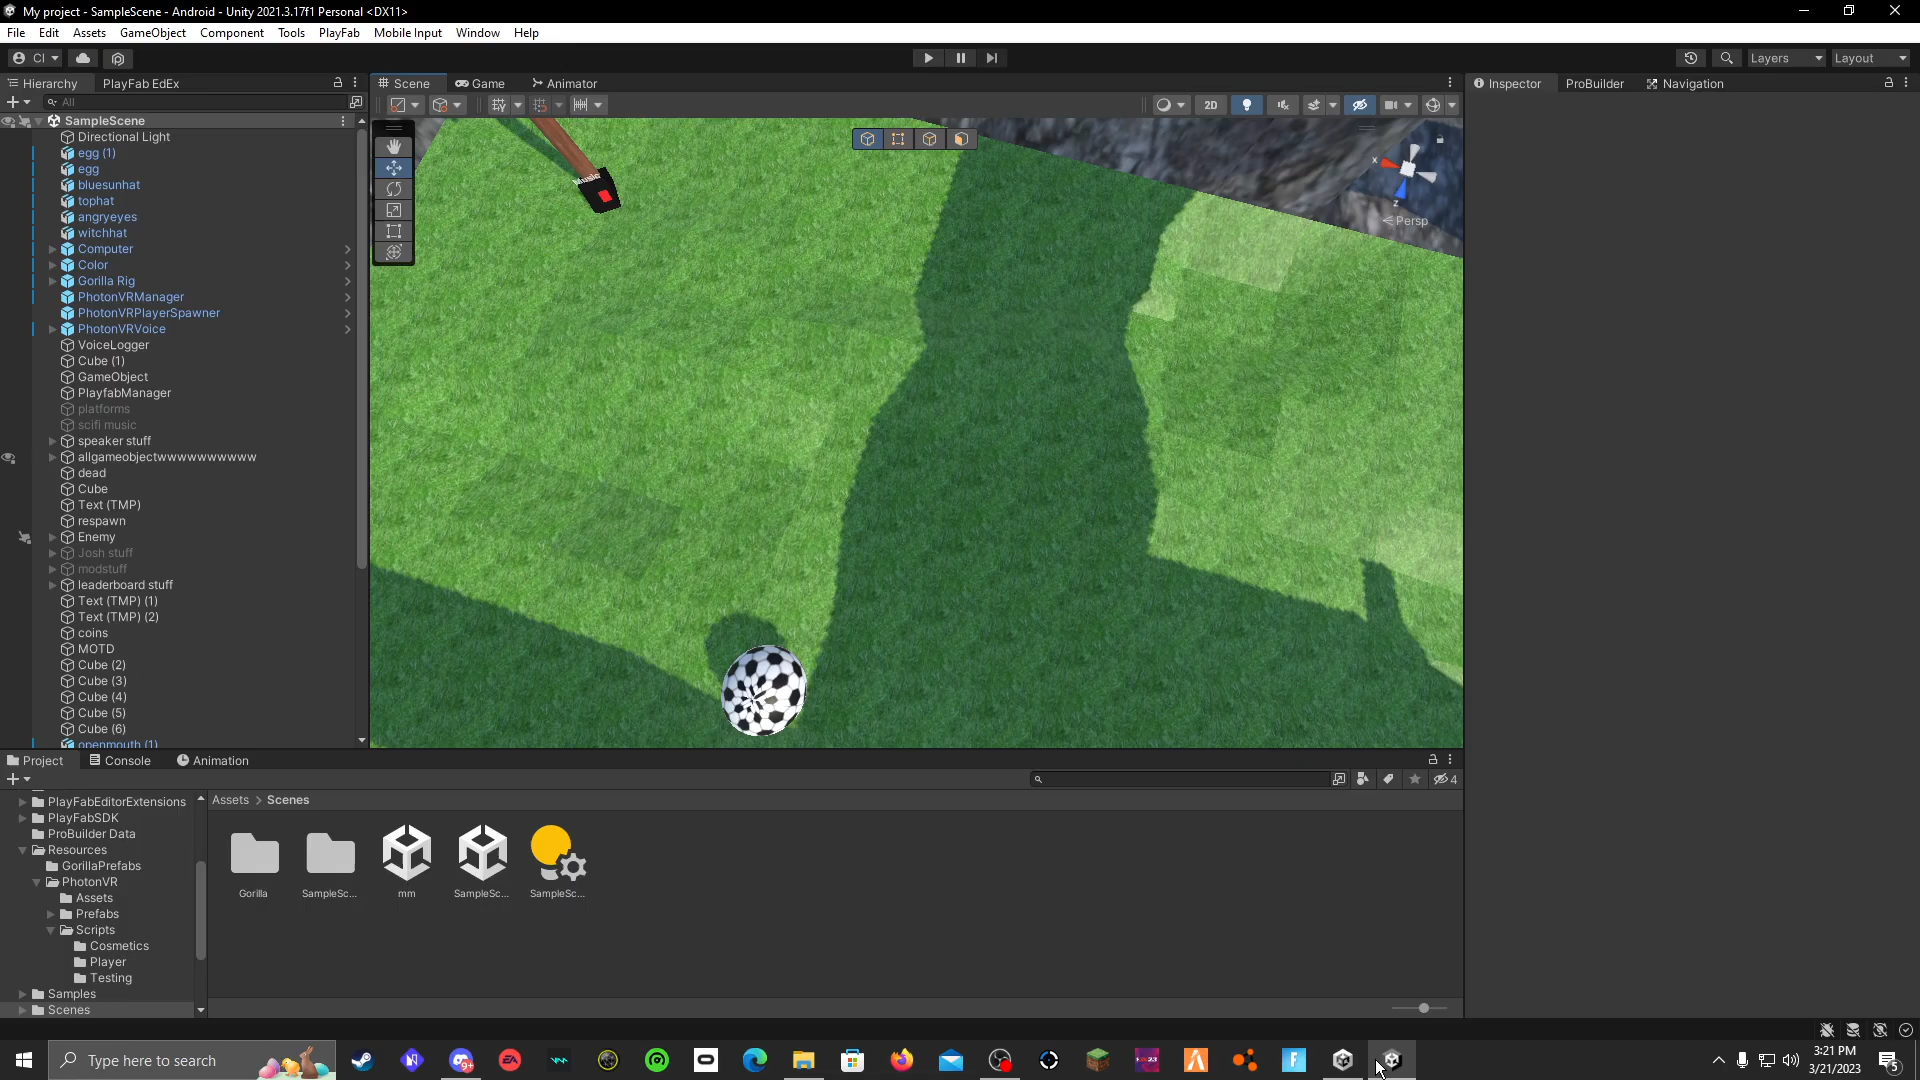 My project - SampleScene - Android - Unity 2021.3.17f1 Personal <DX11>
File Edit Assets GameObject Component Tools PlayFab Mobile Input Window Help
CI Layers Layout
Hierarchy PlayFab EdEx
All
SampleScene
Directional Light
egg (1)
egg
bluesunhat
tophat
angryeyes
witchhat
Computer
Color
Gorilla Rig
PhotonVRManager
PhotonVRPlayerSpawner
PhotonVRVoice
VoiceLogger
Cube (1)
GameObject
PlayfabManager
platforms
scifi music
speaker stuff
allgameobjectwwwwwwwwww
dead
Cube
Text (TMP)
respawn
Enemy
Josh stuff
modstuff
leaderboard stuff
Text (TMP) (1)
Text (TMP) (2)
coins
MOTD
Cube (2)
Cube (3)
Cube (4)
Cube (5)
Cube (6)
openmouth (1)
Scene Game Animator
2D
Music
x
z
Persp
Inspector ProBuilder Navigation
Project Console Animation
4
PlayFabEditorExtensions
PlayFabSDK
ProBuilder Data
Resources
GorillaPrefabs
PhotonVR
Assets
Prefabs
Scripts
Cosmetics
Player
Testing
Samples
Scenes
Assets > Scenes
Gorilla SampleSc... mm SampleSc... SampleSc...
Type here to search
9+
EA
F
3:21 PM
3/21/2023
5